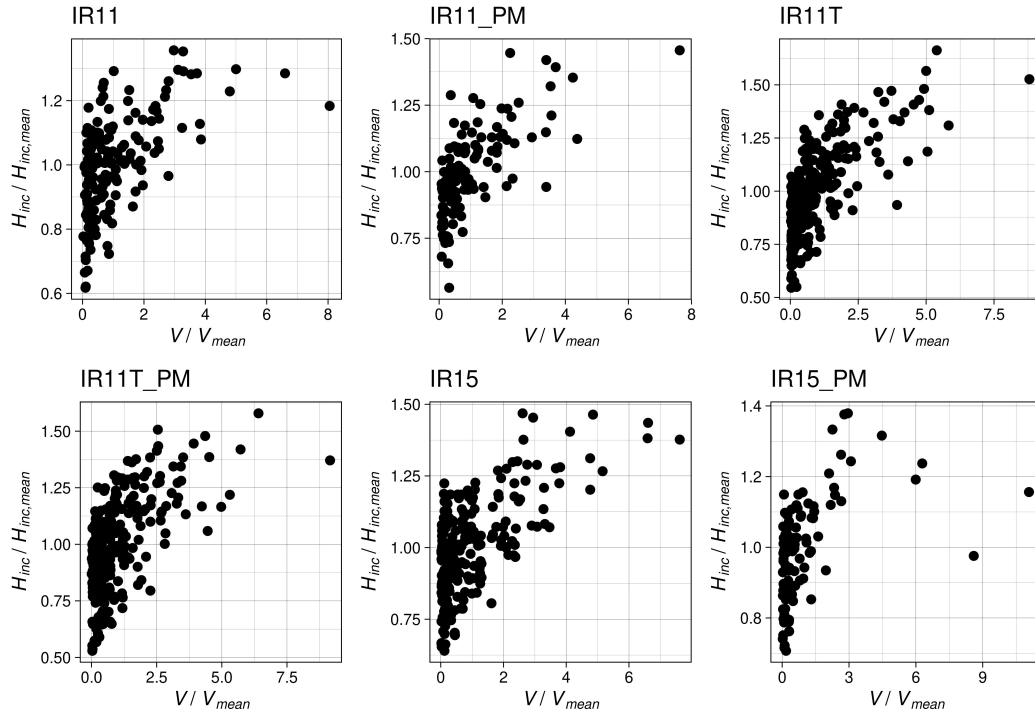 IR11
IR11_PM
IR11T
H_inc / H_inc,mean
1.2
1.0
0.8
0.6
0 2 4 6 8
V / V_mean
H_inc / H_inc,mean
1.50
1.25
1.00
0.75
0 2 4 6 8
V / V_mean
H_inc / H_inc,mean
1.50
1.25
1.00
0.75
0.50
0.0 2.5 5.0 7.5
V / V_mean
IR11T_PM
IR15
IR15_PM
H_inc / H_inc,mean
1.50
1.25
1.00
0.75
0.50
0.0 2.5 5.0 7.5
V / V_mean
H_inc / H_inc,mean
1.50
1.25
1.00
0.75
0 2 4 6
V / V_mean
H_inc / H_inc,mean
1.4
1.2
1.0
0.8
0 3 6 9
V / V_mean